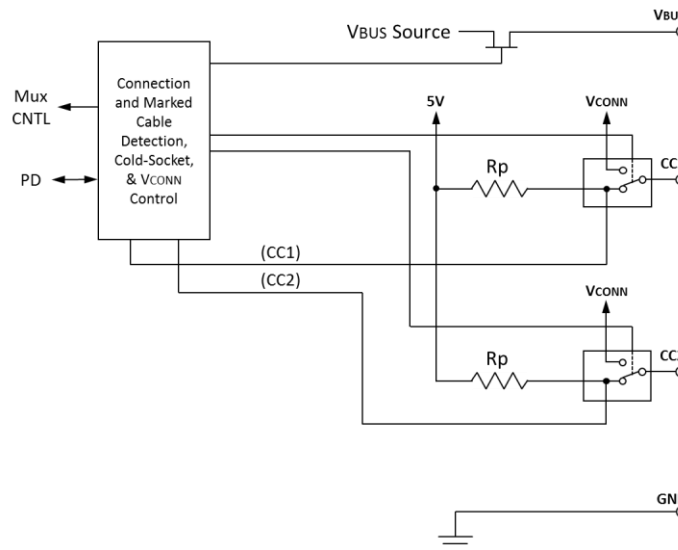 VBUS Source
VBU
Connection
and Marked
Cable
Detection,
Cold-Socket,
& VCONN
Control
Mux
CNTL
PD
5V
VCONN
Rp
CC
(CC1)
(CC2)
VCONN
Rp
CC
GN